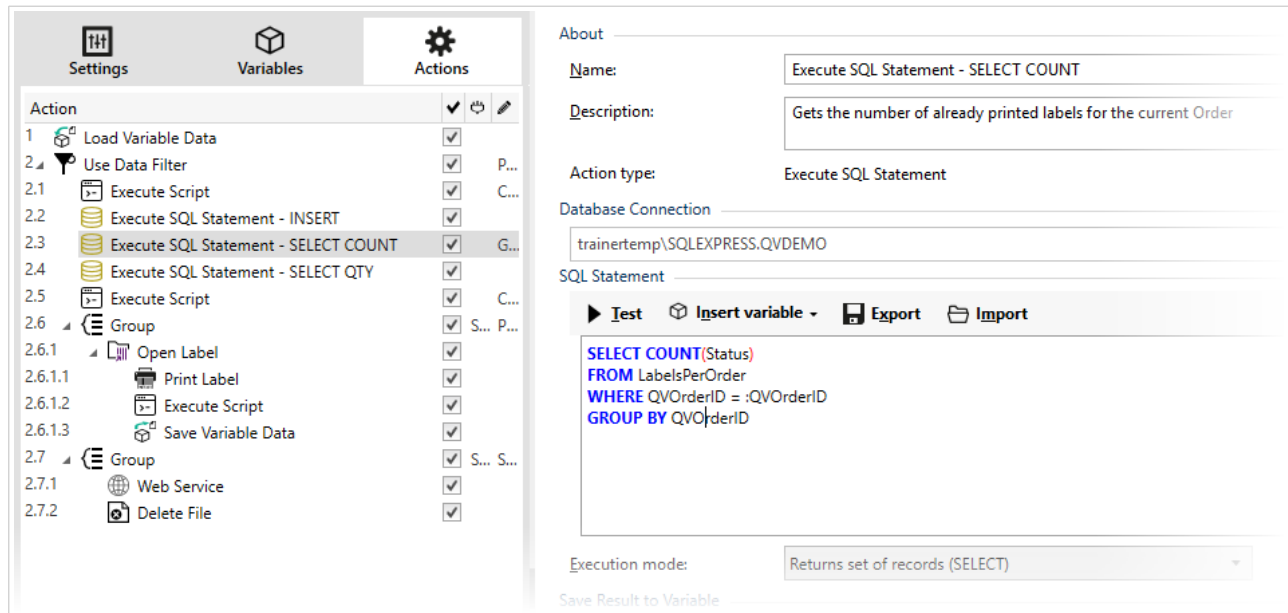 Settings
Variables
Actions
Action
1 Load Variable Data
2 Use Data Filter P...
2.1 Execute Script C...
2.2 Execute SQL Statement - INSERT
2.3 Execute SQL Statement - SELECT COUNT G...
2.4 Execute SQL Statement - SELECT QTY
2.5 Execute Script C...
2.6 Group S... P...
2.6.1 Open Label
2.6.1.1 Print Label
2.6.1.2 Execute Script
2.6.1.3 Save Variable Data
2.7 Group S... S...
2.7.1 Web Service
2.7.2 Delete File
About
Name: Execute SQL Statement - SELECT COUNT
Description: Gets the number of already printed labels for the current Order
Action type: Execute SQL Statement
Database Connection
trainertemp\SQLEXPRESS.QVDEMO
SQL Statement
Test Insert variable Export Import
SELECT COUNT(Status)
FROM LabelsPerOrder
WHERE QVOrderID = :QVOrderID
GROUP BY QVOrderID
Execution mode: Returns set of records (SELECT)
Save Result to Variable